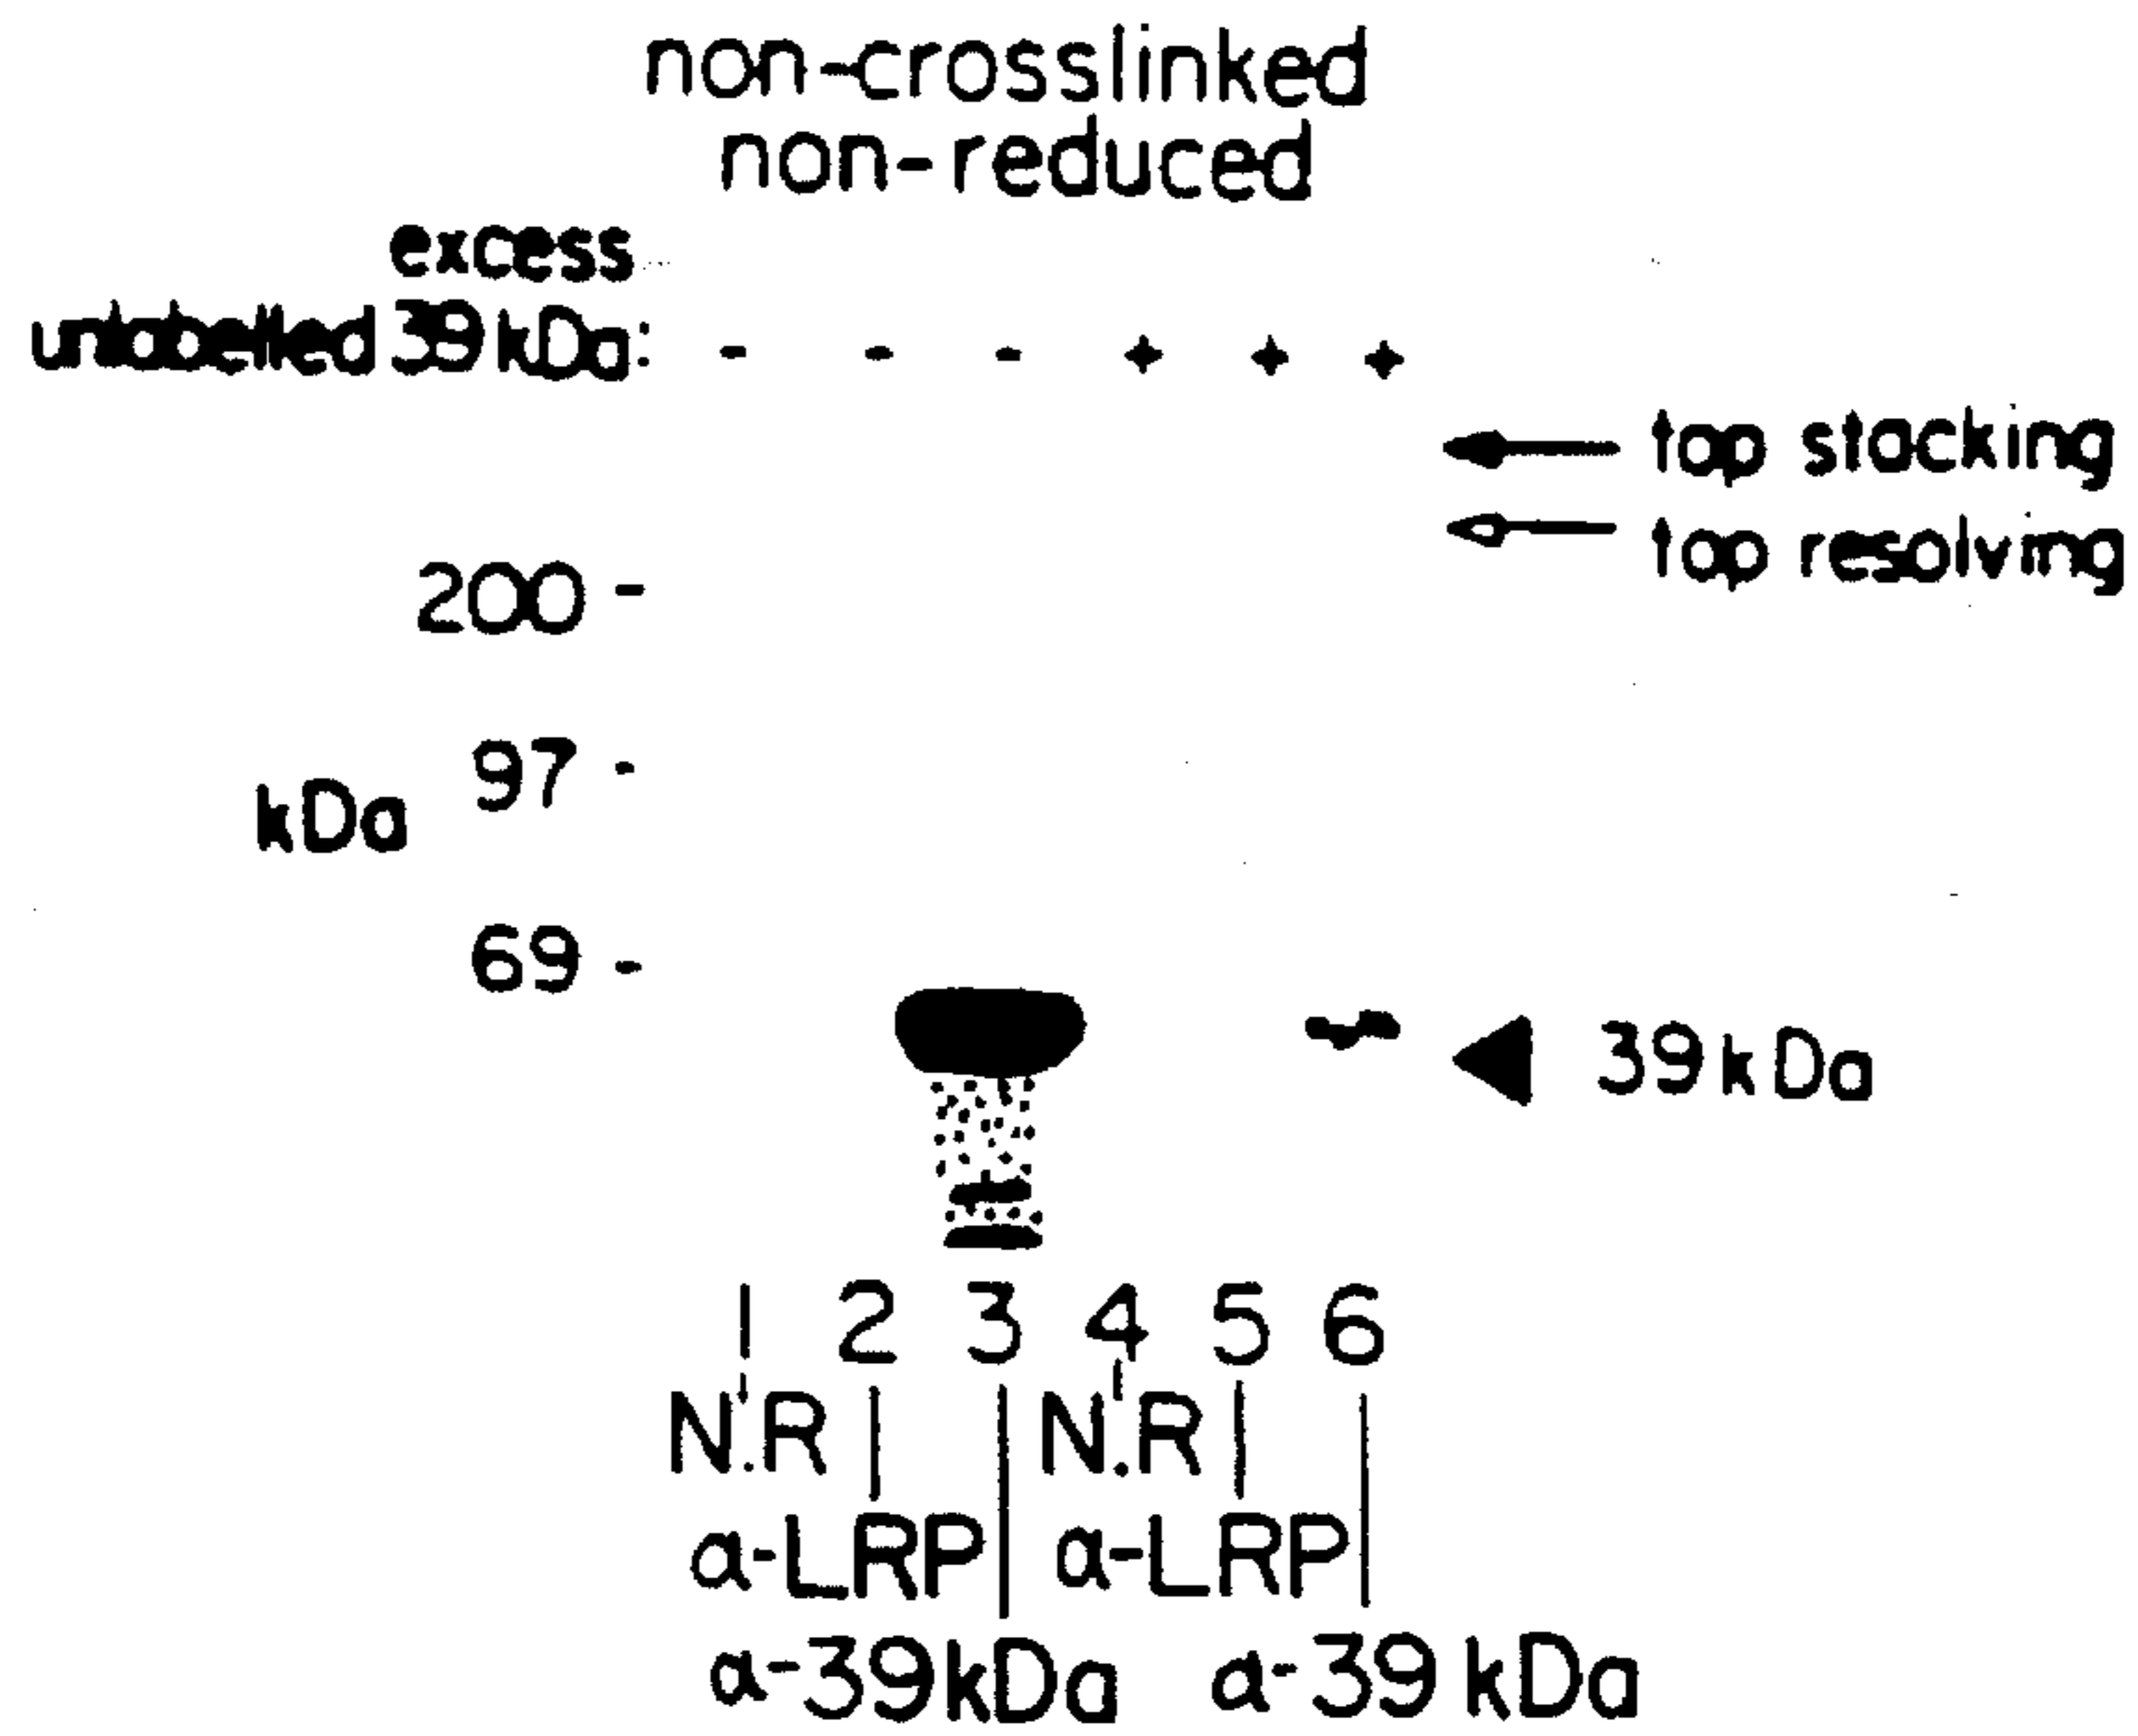 non-crosslinked
non-reduced
excess
unlabelled 39 kDa: - - - + + +
top stacking
top resolving
200 -
97 -
kDa
69 -
39 kDa
1 2 3 4 5 6
N.R N.R
α-LRP α-LRP
α-39kDa α-39 kDa